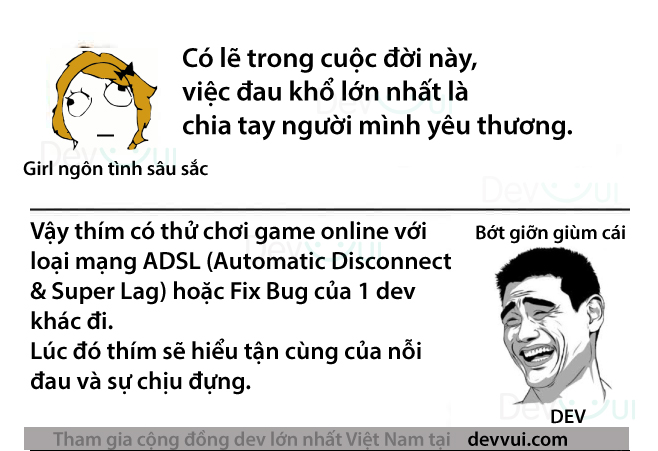 Có lẽ trong cuộc đời này,
việc đau khổ lớn nhất là
chia tay người mình yêu thương.
Girl ngôn tình sâu sắc
Vậy thím có thử chơi game online với
loại mạng ADSL (Automatic Disconnect
& Super Lag) hoặc Fix Bug của 1 dev
khác đi.
Lúc đó thím sẽ hiểu tận cùng của nỗi
đau và sự chịu đựng.
Bớt giỡn giùm cái
DEV
Tham gia cộng đồng dev lớn nhất Việt Nam tại devvui.com